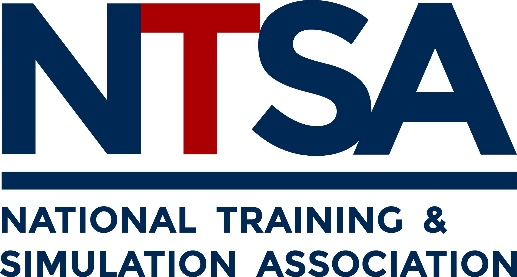 NTSA
NATIONAL TRAINING &
SIMULATION ASSOCIATION